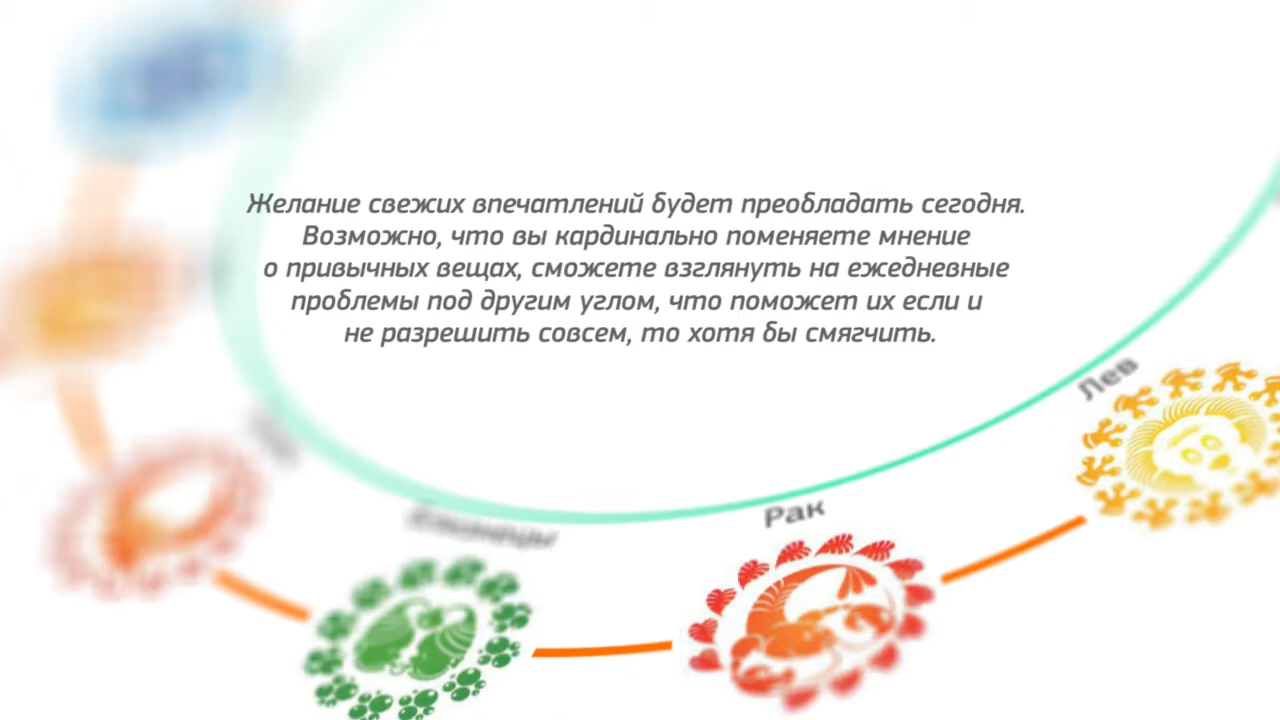 Желание свежих впечатлений будет преобладать сегодня.
Возможно, что вы кардинально поменяете мнение
о привычных вещах, сможете взглянуть на ежедневные
проблемы под другим углом, что поможет их если и
не разрешить совсем, то хотя бы смягчить.
Лев
Рак
Близнецы